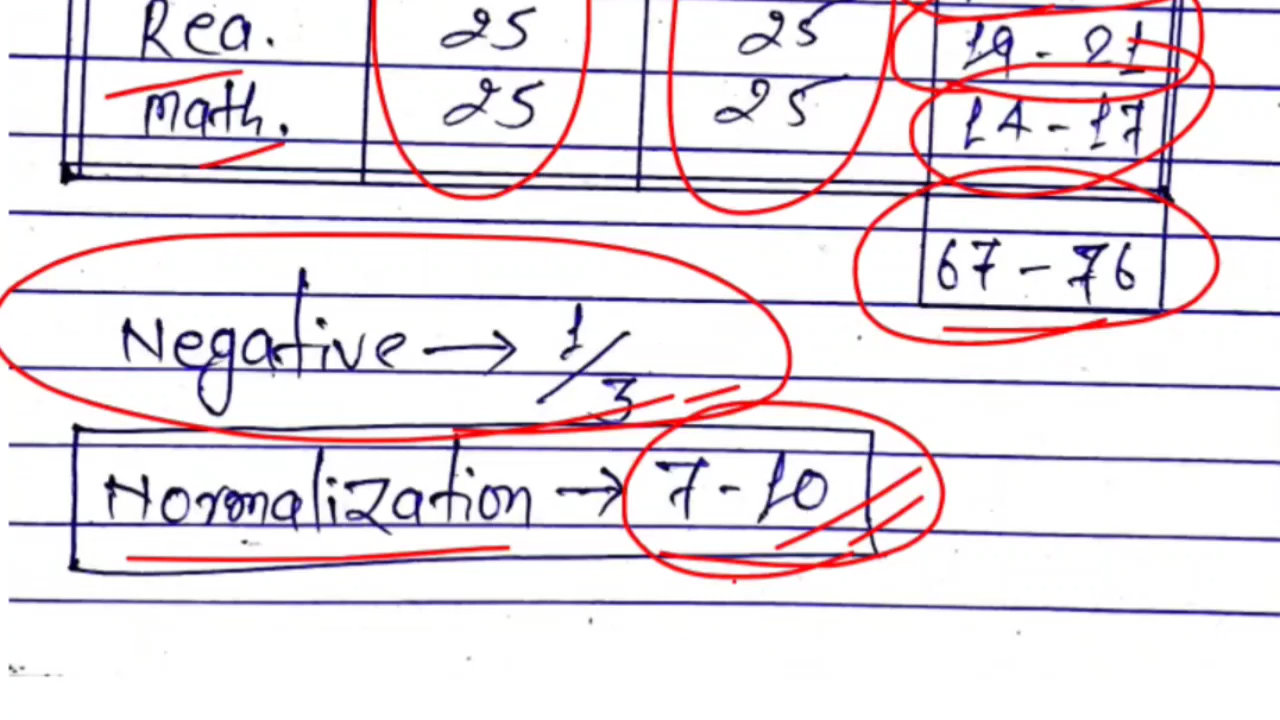 Rea. 25 25 19 - 21
Math. 25 25 14 - 17
67 - 76
Negative → 1/3
Normalization → 7 - 10